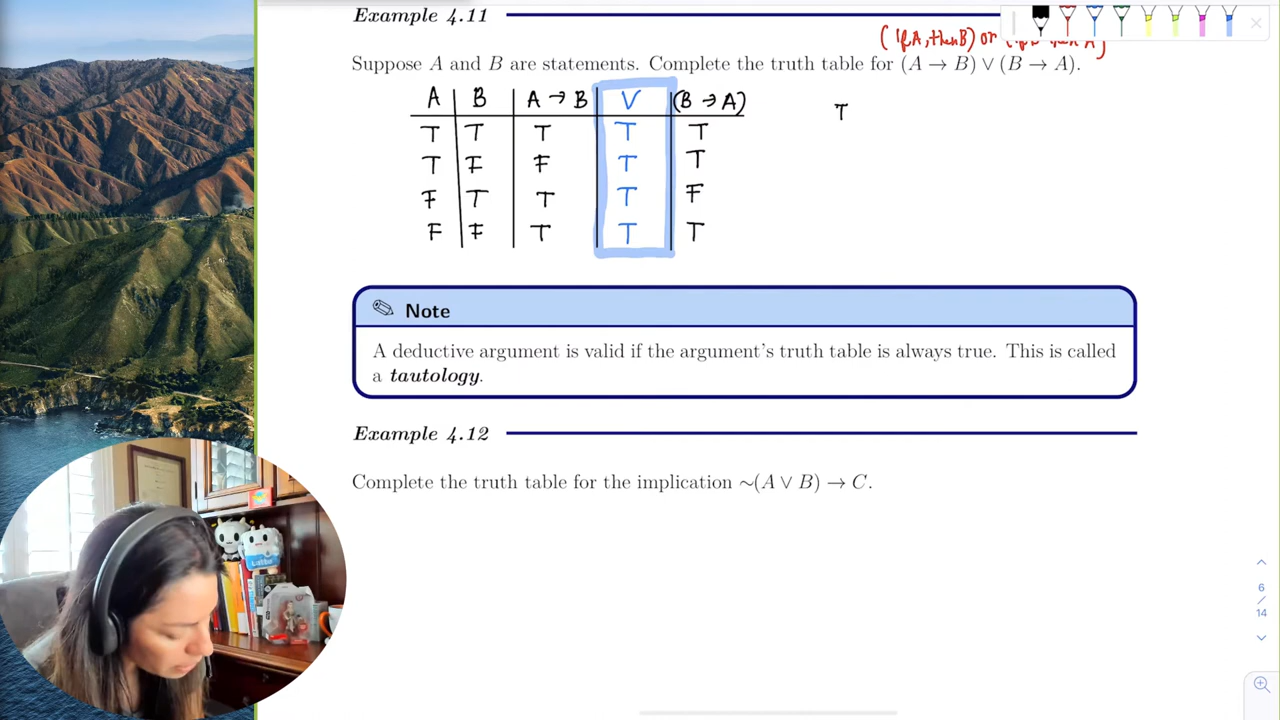 Example 4.11
(If A, then B) or
Suppose A and B are statements. Complete the truth table for (A → B) ∨ (B → A).
A B A → B V (B → A)
T T T T T
T
T F F T T
F T T T F
F F T T T
Note
A deductive argument is valid if the argument's truth table is always true. This is called
a tautology.
Example 4.12
Complete the truth table for the implication ∼(A ∨ B) → C.
6
/
14